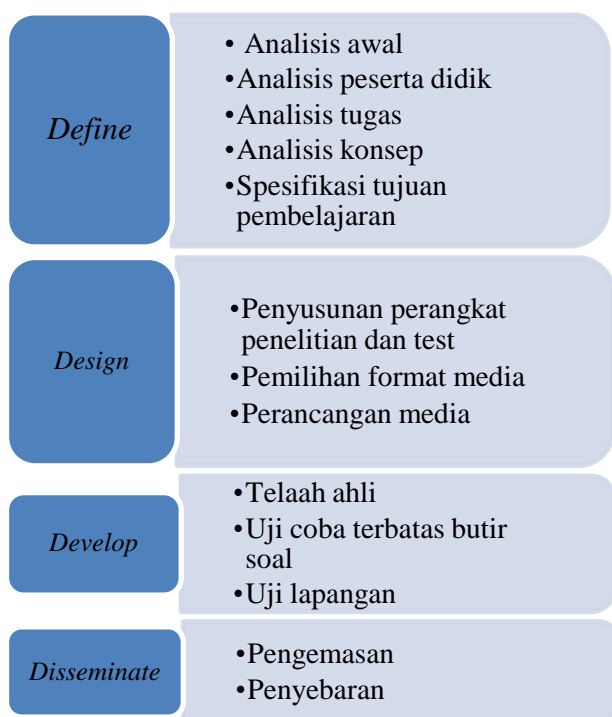 Define
• Analisis awal
•Analisis peserta didik
•Analisis tugas
•Analisis konsep
•Spesifikasi tujuan
pembelajaran
Design
•Penyusunan perangkat
penelitian dan test
•Pemilihan format media
•Perancangan media
Develop
•Telaah ahli
•Uji coba terbatas butir
soal
•Uji lapangan
Disseminate
•Pengemasan
•Penyebaran